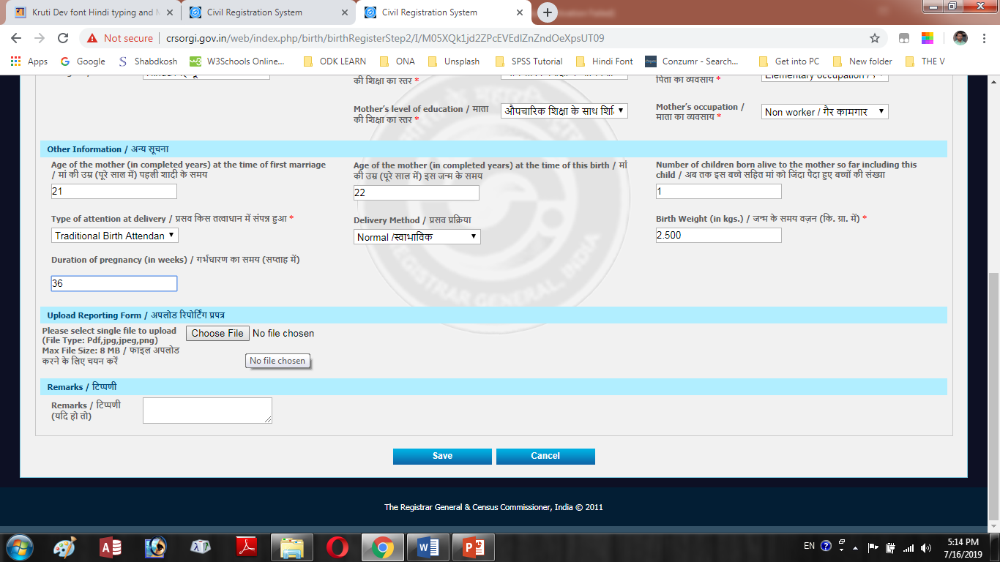 Kruti Dev font Hindi typing and M
Civil Registration System
Civil Registration System
Not secure | crsorgi.gov.in/web/index.php/birth/birthRegisterStep2/I/M05XQk1jd2ZPcEVEdlZnZndOeXpsUT09
Apps Google Shabdkosh W3Schools Online... ODK LEARN ONA Unsplash SPSS Tutorial Hindi Font Conzumr - Search... Get into PC New folder THE V
की शिक्षा का स्तर *
पिता का व्यवसाय *
Elementary occupation /
Mother's level of education / माता
की शिक्षा का स्तर *
औपचारिक शिक्षा के साथ शि
Mother's occupation /
माता का व्यवसाय *
Non worker / गैर कामगार
Other Information / अन्य सूचना
Age of the mother (in completed years) at the time of first marriage
/ मां की उम्र (पूरे साल में) पहली शादी के समय
21
Age of the mother (in completed years) at the time of this birth / मां
की उम्र (पूरे साल में) इस जन्म के समय
22
Number of children born alive to the mother so far including this
child / अब तक इस बच्चे सहित मां को जिंदा पैदा हुए बच्चों की संख्या
1
Type of attention at delivery / प्रसव किस तत्वाधान में संपन्न हुआ *
Traditional Birth Attendan
Delivery Method / प्रसव प्रक्रिया
Normal /स्वाभाविक
Birth Weight (in kgs.) / जन्म के समय वज़न (कि. ग्रा. में) *
2.500
Duration of pregnancy (in weeks) / गर्भधारण का समय (सप्ताह में)
36
Upload Reporting Form / अपलोड रिपोर्टिंग प्रपत्र
Please select single file to upload
(File Type: Pdf,jpg,jpeg,png)
Max File Size: 8 MB / फाइल अपलोड
करने के लिए चयन करें
Choose File No file chosen
No file chosen
Remarks / टिप्पणी
Remarks / टिप्पणी
(यदि हो तो)
Save Cancel
The Registrar General & Census Commissioner, India © 2011
REGISTRAR GENERAL, INDIA
EN
5:14 PM
7/16/2019